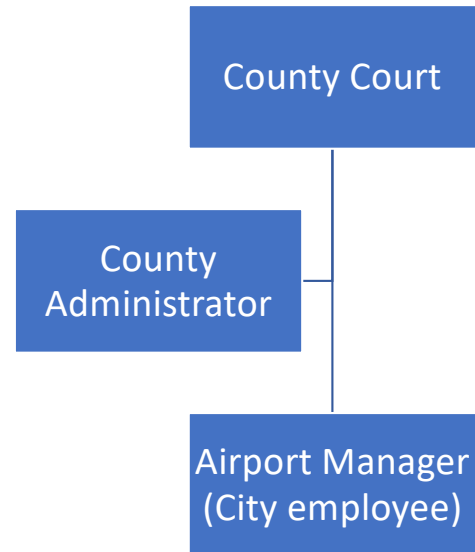 County Court
County
Administrator
Airport Manager
(City employee)